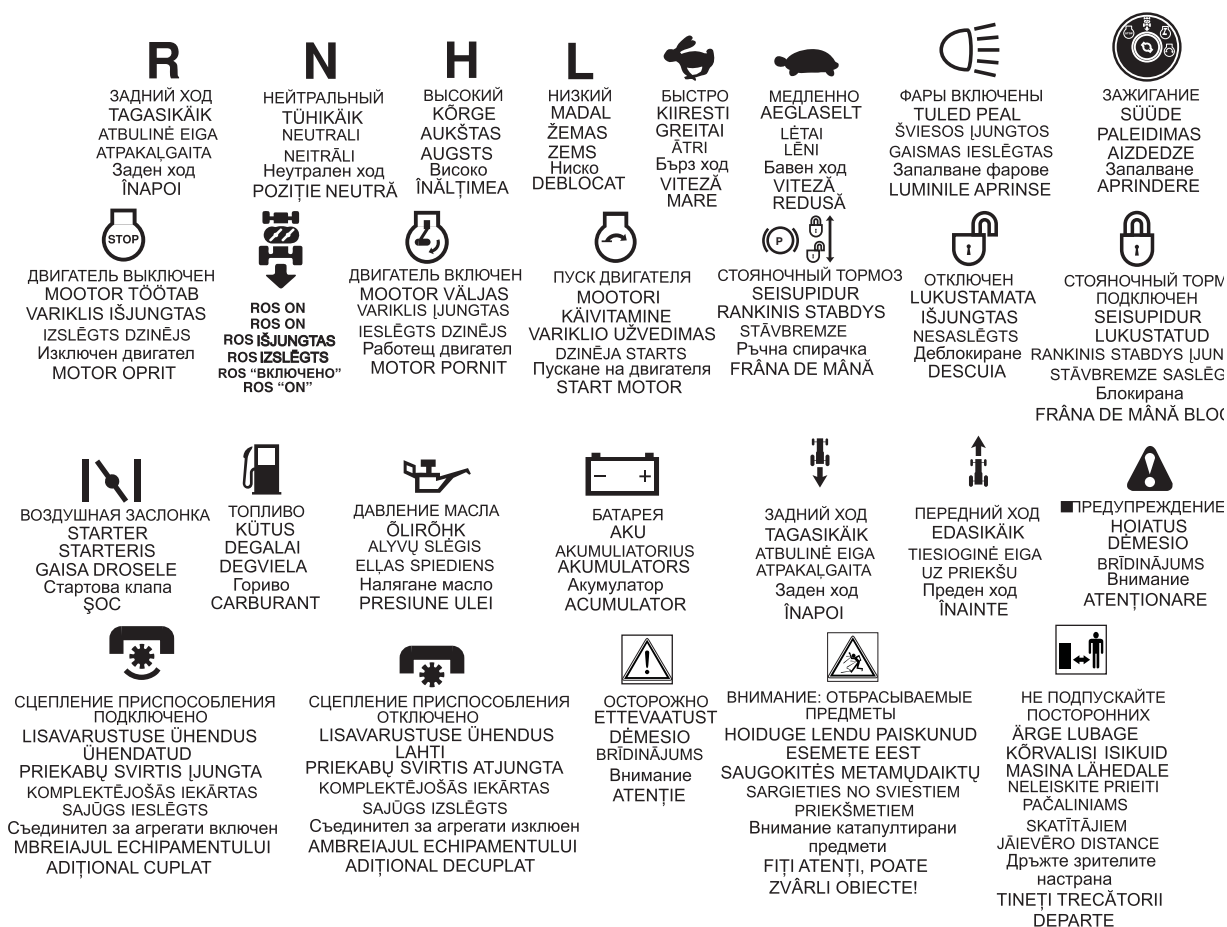 R
ЗАДНИЙ ХОД
TAGASIKÄIK
ATBULINĖ EIGA
ATPAKAĻGAITA
Заден ход
ÎNAPOI
N
НЕЙТРАЛЬНЫЙ
TÜHIKÄIK
NEUTRALI
NEITRĀLI
Неутрален ход
POZIȚIE NEUTRĂ
H
ВЫСОКИЙ
KÕRGE
AUKŠTAS
AUGSTS
Високо
ÎNĂLȚIMEA
L
НИЗКИЙ
MADAL
ŽEMAS
ZEMS
Ниско
DEBLOCAT
БЫСТРО
KIIRESTI
GREITAI
ĀTRI
Бърз ход
VITEZĂ
MARE
МЕДЛЕННО
AEGLASELT
LĖTAI
LĒNI
Бавен ход
VITEZĂ
REDUSĂ
ФАРЫ ВКЛЮЧЕНЫ
TULED PEAL
ŠVIESOS ĮJUNGTOS
GAISMAS IESLĒGTAS
Запалване фарове
LUMINILE APRINSE
ЗАЖИГАНИЕ
SÜÜDE
PALEIDIMAS
AIZDEDZE
Запалване
APRINDERE
STOP
ДВИГАТЕЛЬ ВЫКЛЮЧЕН
MOOTOR TÖÖTAB
VARIKLIS IŠJUNGTAS
IZSLĒGTS DZINĒJS
Изключен двигател
MOTOR OPRIT
ROS ON
ROS ON
ROS IŠJUNGTAS
ROS IZSLĒGTS
ROS “ВКЛЮЧЕНО”
ROS “ON”
ДВИГАТЕЛЬ ВКЛЮЧЕН
MOOTOR VÄLJAS
VARIKLIS ĮJUNGTAS
IESLĒGTS DZINĒJS
Работещ двигател
MOTOR PORNIT
ПУСК ДВИГАТЕЛЯ
MOOTORI
KÄIVITAMINE
VARIKLIO UŽVEDIMAS
DZINĒJA STARTS
Пускане на двигателя
START MOTOR
P
СТОЯНОЧНЫЙ ТОРМОЗ
SEISUPIDUR
RANKINIS STABDYS
STĀVBREMZE
Ръчна спирачка
FRÂNA DE MÂNĂ
ОТКЛЮЧЕН
LUKUSTAMATA
IŠJUNGTAS
NESASLĒGTS
Деблокиране
DESCUIA
СТОЯНОЧНЫЙ ТОРМ
ПОДКЛЮЧЕН
SEISUPIDUR
LUKUSTATUD
RANKINIS STABDYS ĮJUN
STĀVBREMZE SASLĒG
Блокирана
FRÂNA DE MÂNĂ BLOC
ВОЗДУШНАЯ ЗАСЛОНКА
STARTER
STARTERIS
GAISA DROSELE
Стартова клапа
ŞOC
ТОПЛИВО
KÜTUS
DEGALAI
DEGVIELA
Гориво
CARBURANT
ДАВЛЕНИЕ МАСЛА
ÕLIRÕHK
ALYVŲ SLĖGIS
EĻĻAS SPIEDIENS
Налягане масло
PRESIUNE ULEI
БАТАРЕЯ
AKU
AKUMULIATORIUS
AKUMULATORS
Акумулатор
ACUMULATOR
ЗАДНИЙ ХОД
TAGASIKÄIK
ATBULINĖ EIGA
ATPAKAĻGAITA
Заден ход
ÎNAPOI
ПЕРЕДНИЙ ХОД
EDASIKÄIK
TIESIOGINĖ EIGA
UZ PRIEKŠU
Преден ход
ÎNAINTE
ПРЕДУПРЕЖДЕНИЕ
HOIATUS
DĖMESIO
BRĪDINĀJUMS
Внимание
ATENȚIONARE
СЦЕПЛЕНИЕ ПРИСПОСОБЛЕНИЯ
ПОДКЛЮЧЕНО
LISAVARUSTUSE ÜHENDUS
ÜHENDATUD
PRIEKABŲ SVIRTIS ĮJUNGTA
KOMPLEKTĒJOŠĀS IEKĀRTAS
SAJŪGS IESLĒGTS
Съединител за агрегати включен
MBREIAJUL ECHIPAMENTULUI
ADIȚIONAL CUPLAT
СЦЕПЛЕНИЕ ПРИСПОСОБЛЕНИЯ
ОТКЛЮЧЕНО
LISAVARUSTUSE ÜHENDUS
LAHTI
PRIEKABŲ SVIRTIS ATJUNGTA
KOMPLEKTĒJOŠĀS IEKĀRTAS
SAJŪGS IZSLĒGTS
Съединител за агрегати изклюен
AMBREIAJUL ECHIPAMENTULUI
ADIȚIONAL DECUPLAT
ОСТОРОЖНО
ETTEVAATUST
DĖMESIO
BRĪDINĀJUMS
Внимание
ATENȚIE
ВНИМАНИЕ: ОТБРАСЫВАЕМЫЕ
ПРЕДМЕТЫ
HOIDUGE LENDU PAISKUNUD
ESEMETE EEST
SAUGOKITĖS METAMŲDAIKTŲ
SARGIETIES NO SVIESTIEM
PRIEKŠMETIEM
Внимание катапултирани
предмети
FIȚI ATENȚI, POATE
ZVÂRLI OBIECTE!
НЕ ПОДПУСКАЙТЕ
ПОСТОРОННИХ
ÄRGE LUBAGE
KÕRVALISI ISIKUID
MASINA LÄHEDALE
NELEISKITE PRIEITI
PAČALINIAMS
SKATĪTĀJIEM
JĀIEVĒRO DISTANCE
Дръжте зрителите
настрана
TINEȚI TRECĂTORII
DEPARTE